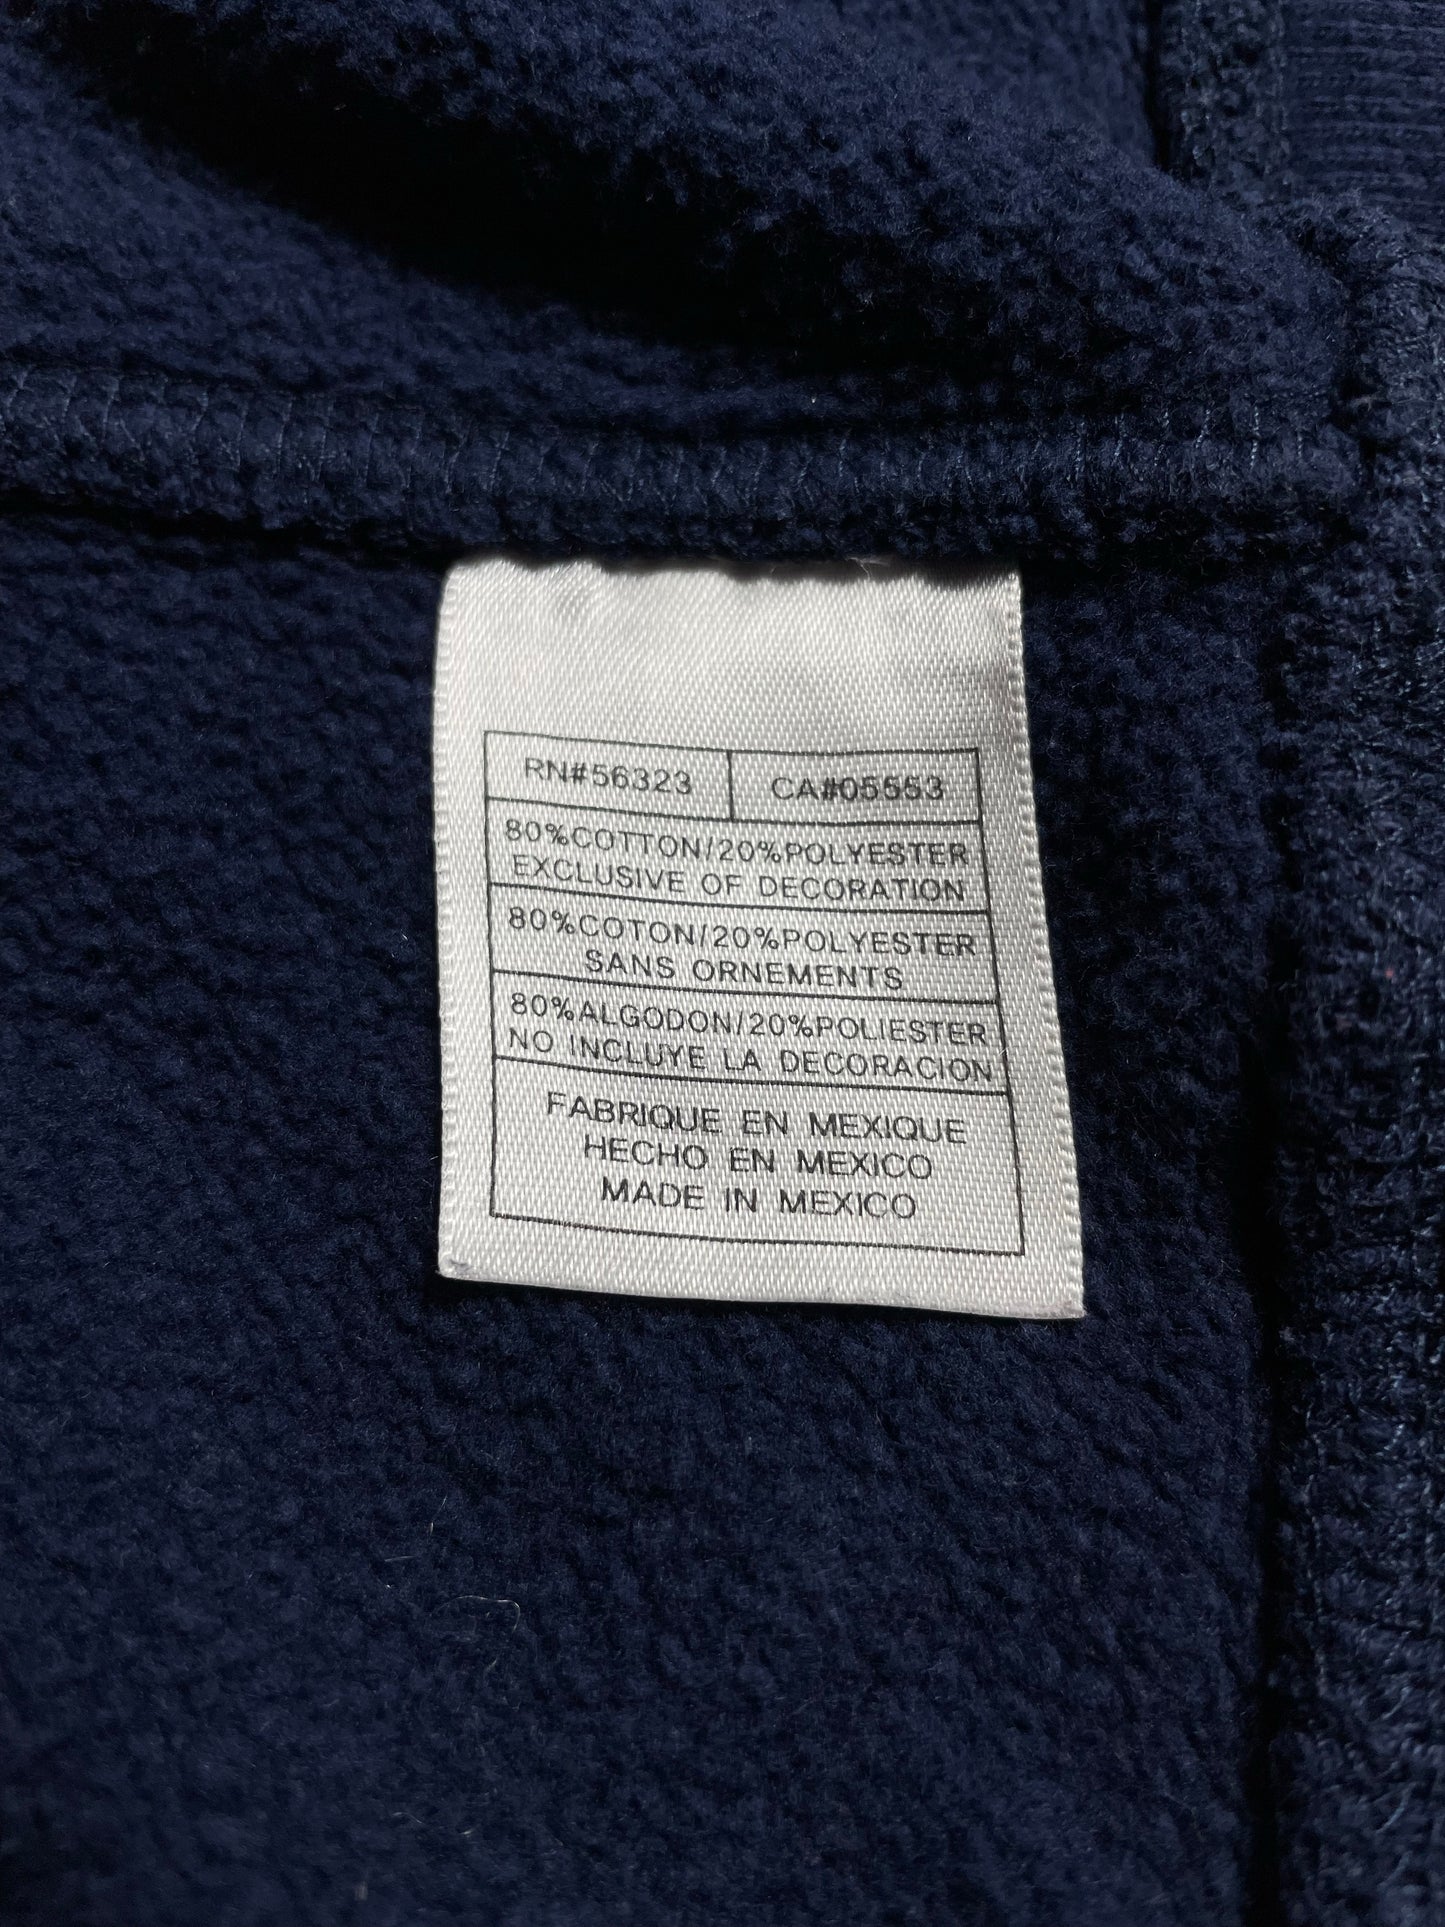 RN#56323 CA#05553
80%COTTON/20%POLYESTER
EXCLUSIVE OF DECORATION
80%COTON/20%POLYESTER
SANS ORNEMENTS
80%ALGODON/20%POLIESTER
NO INCLUYE LA DECORACION
FABRIQUE EN MEXIQUE
HECHO EN MEXICO
MADE IN MEXICO